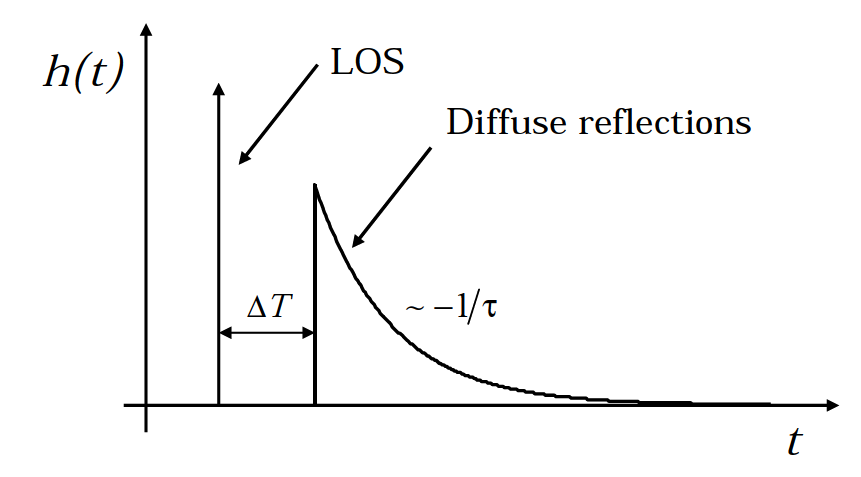 h(t)
LOS
Diffuse reflections
ΔT
~ −1/τ
t